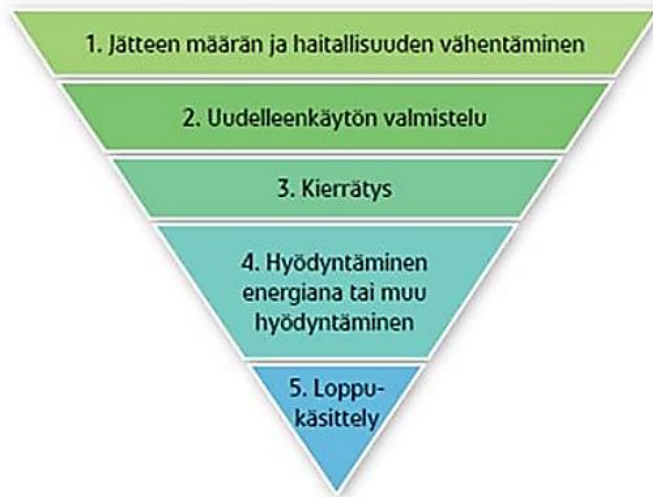 1. Jätteen määrän ja haitallisuuden vähentäminen
2. Uudelleenkäytön valmistelu
3. Kierrätys
4. Hyödyntäminen
energiana tai muu
hyödyntäminen
5. Loppu-
käsittely